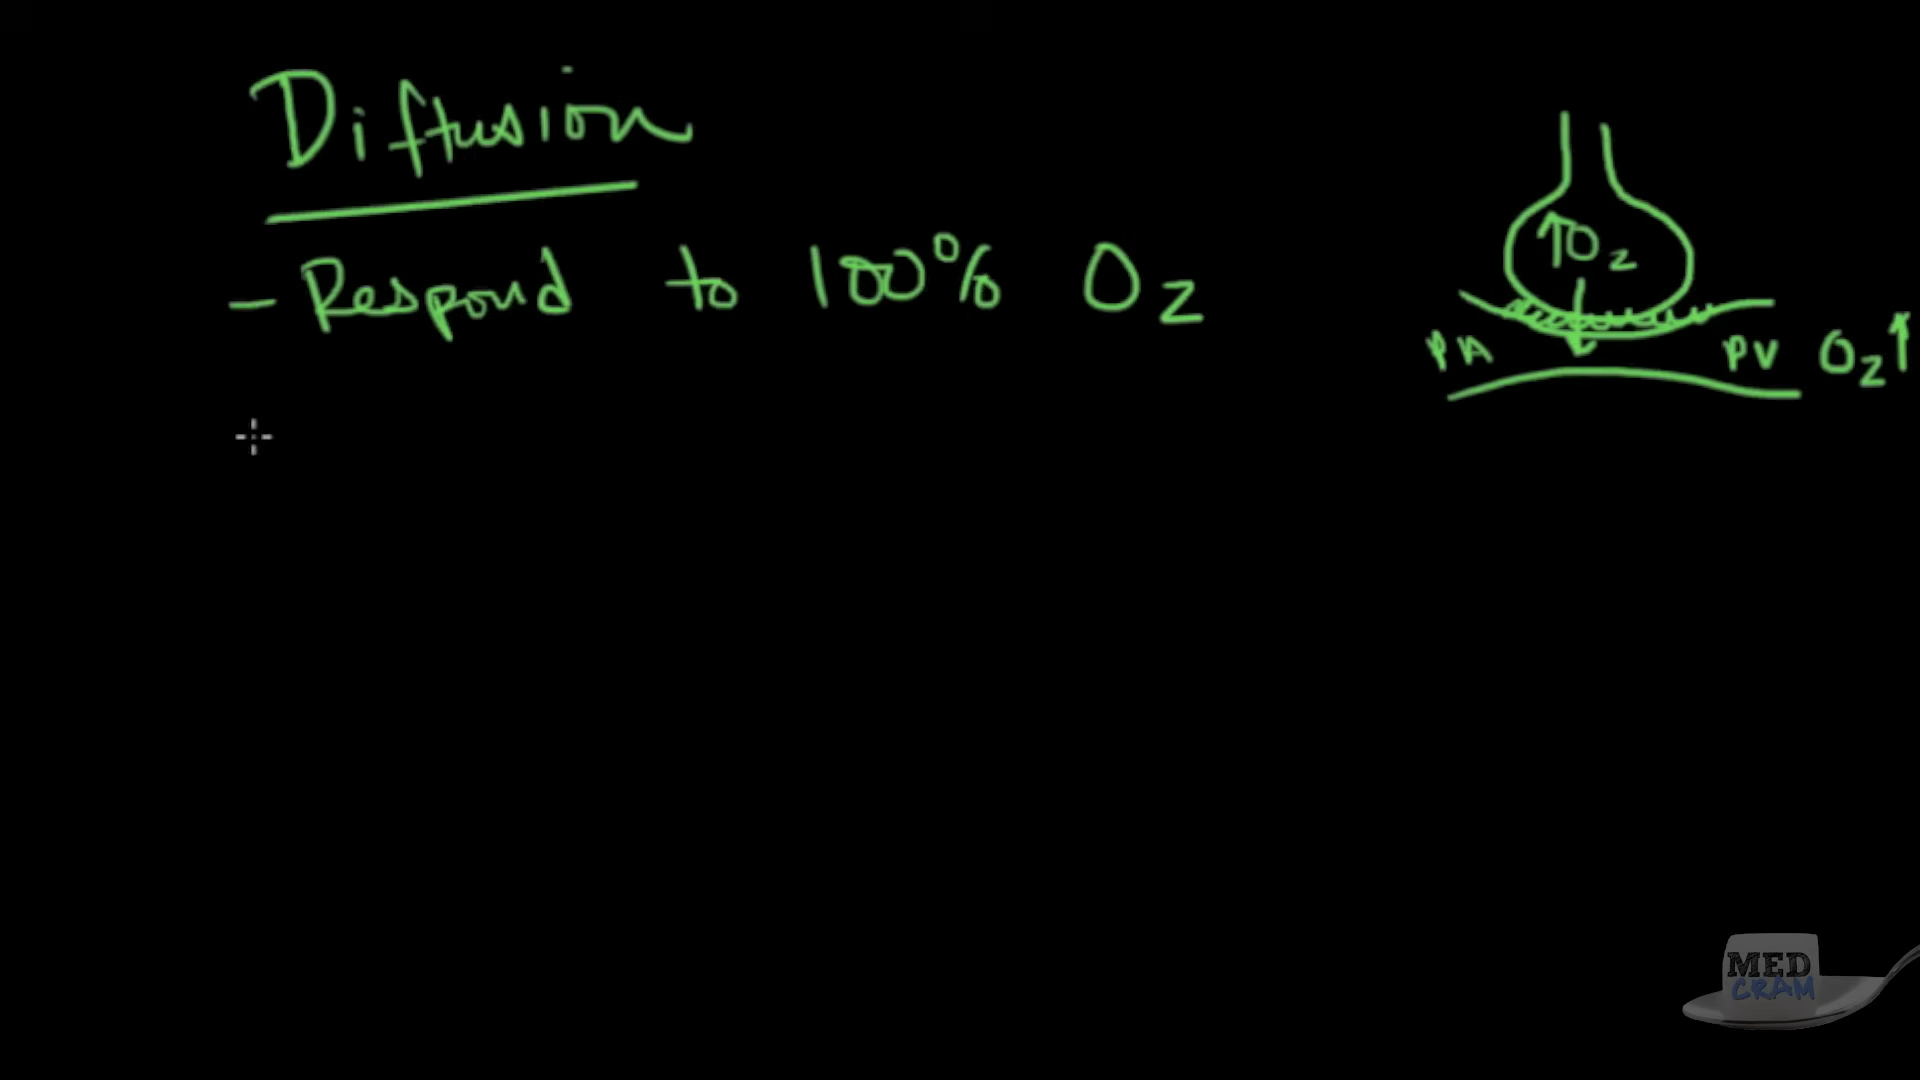 Diffusion
- Respond to 100% O2
↑O2
PA
PV O2↑
MED
CRAM